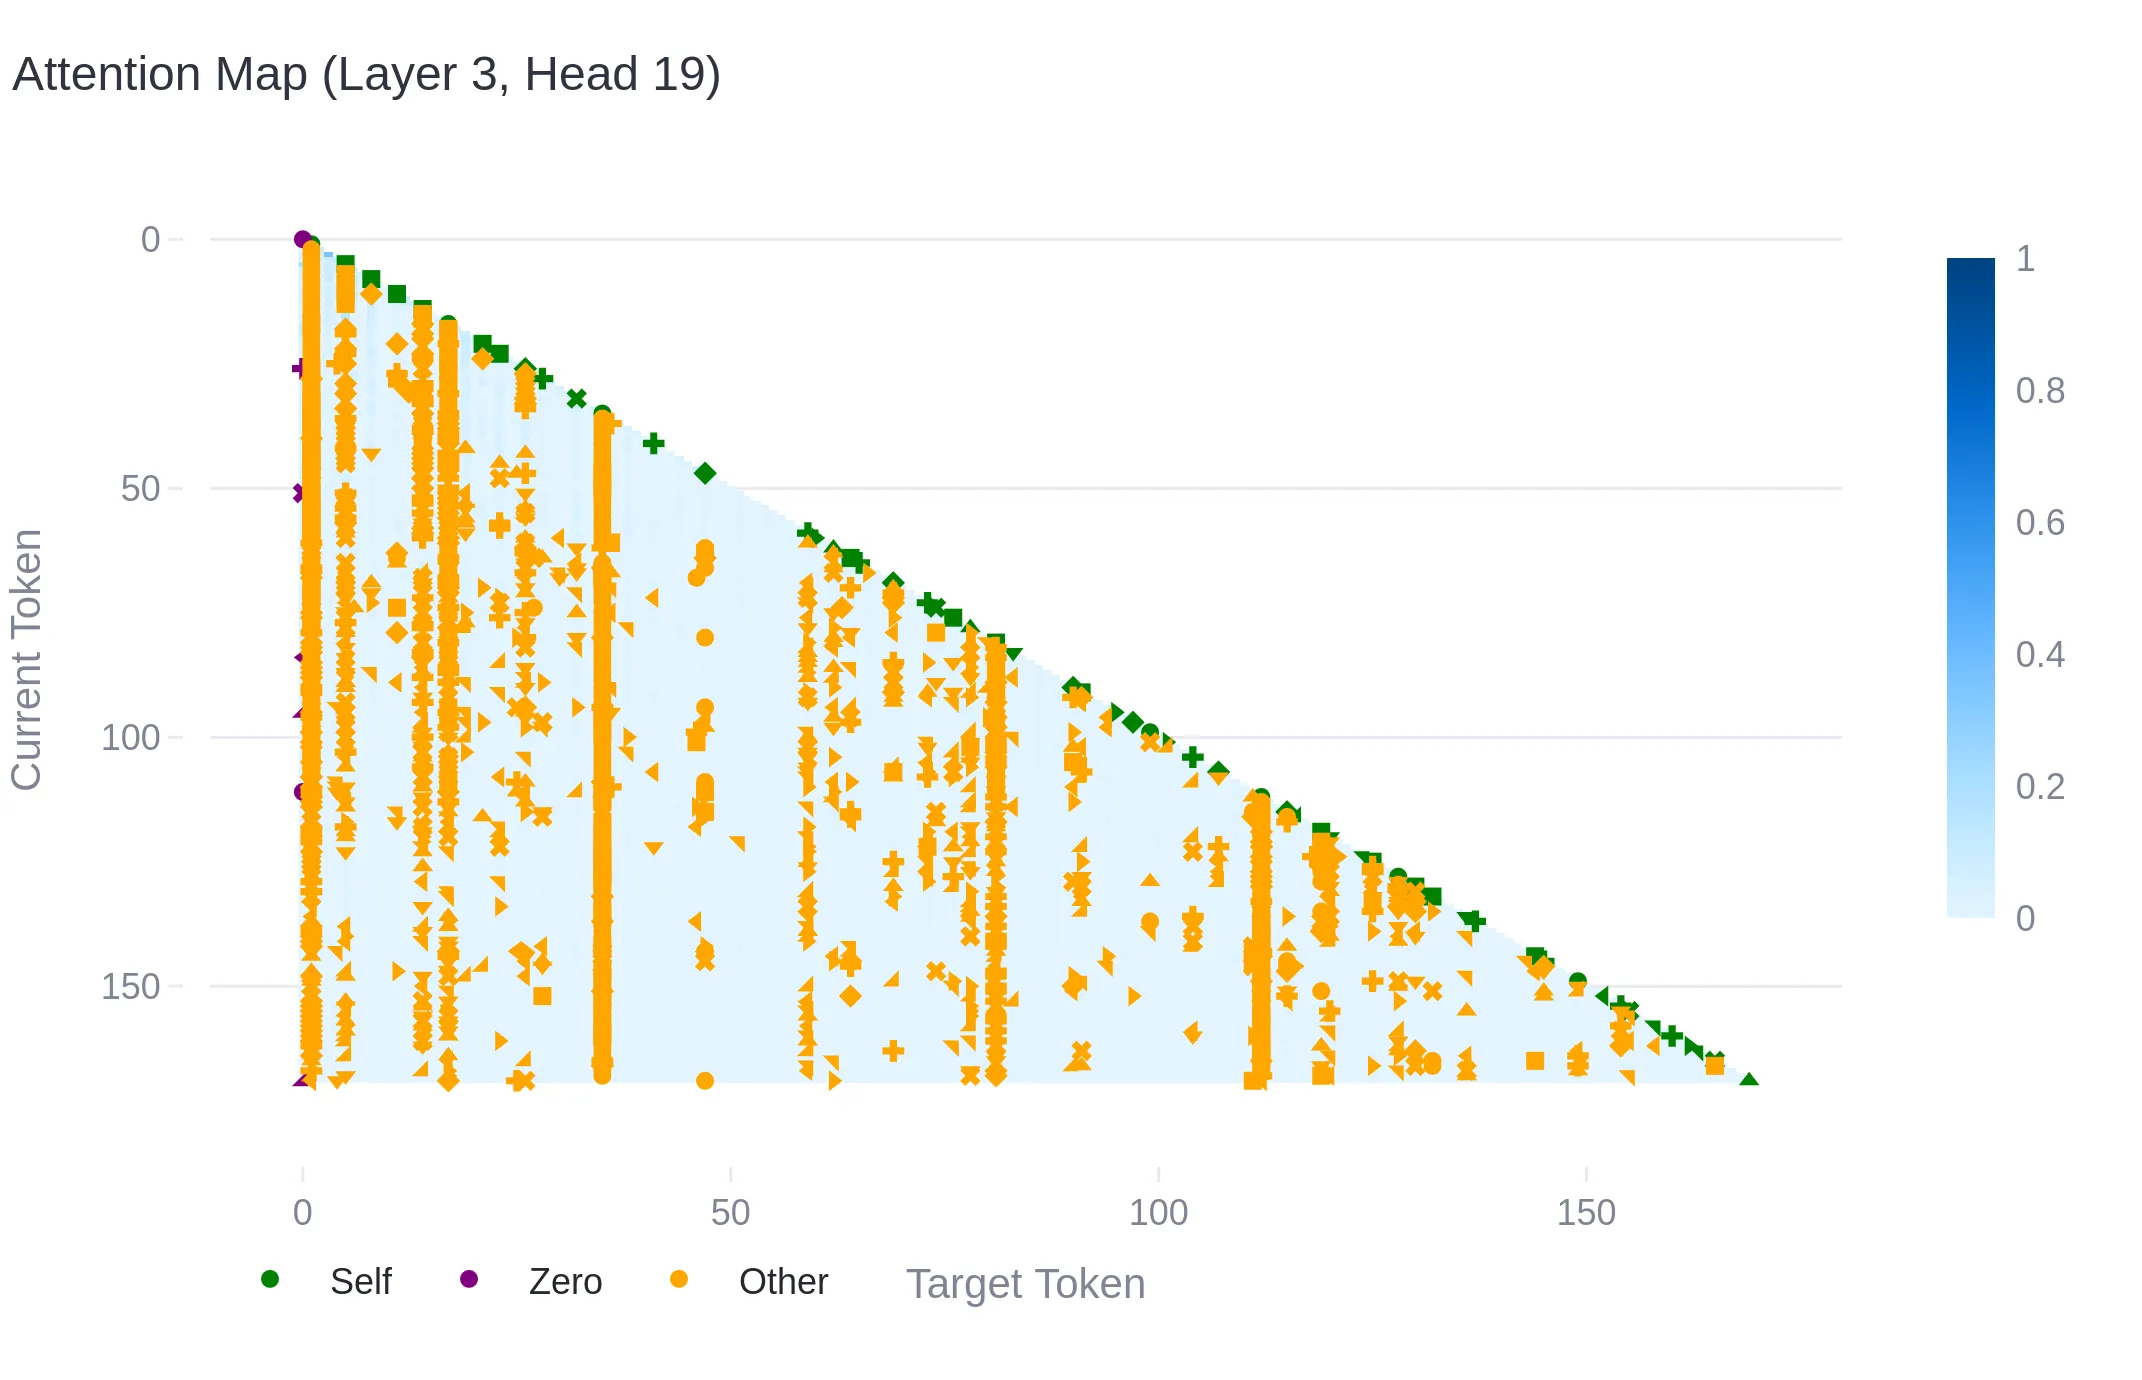 Attention Map (Layer 3, Head 19)
0
50
100
150
Current Token
1
0.8
0.6
0.4
0.2
0
0 50 100 150
Self Zero Other Target Token